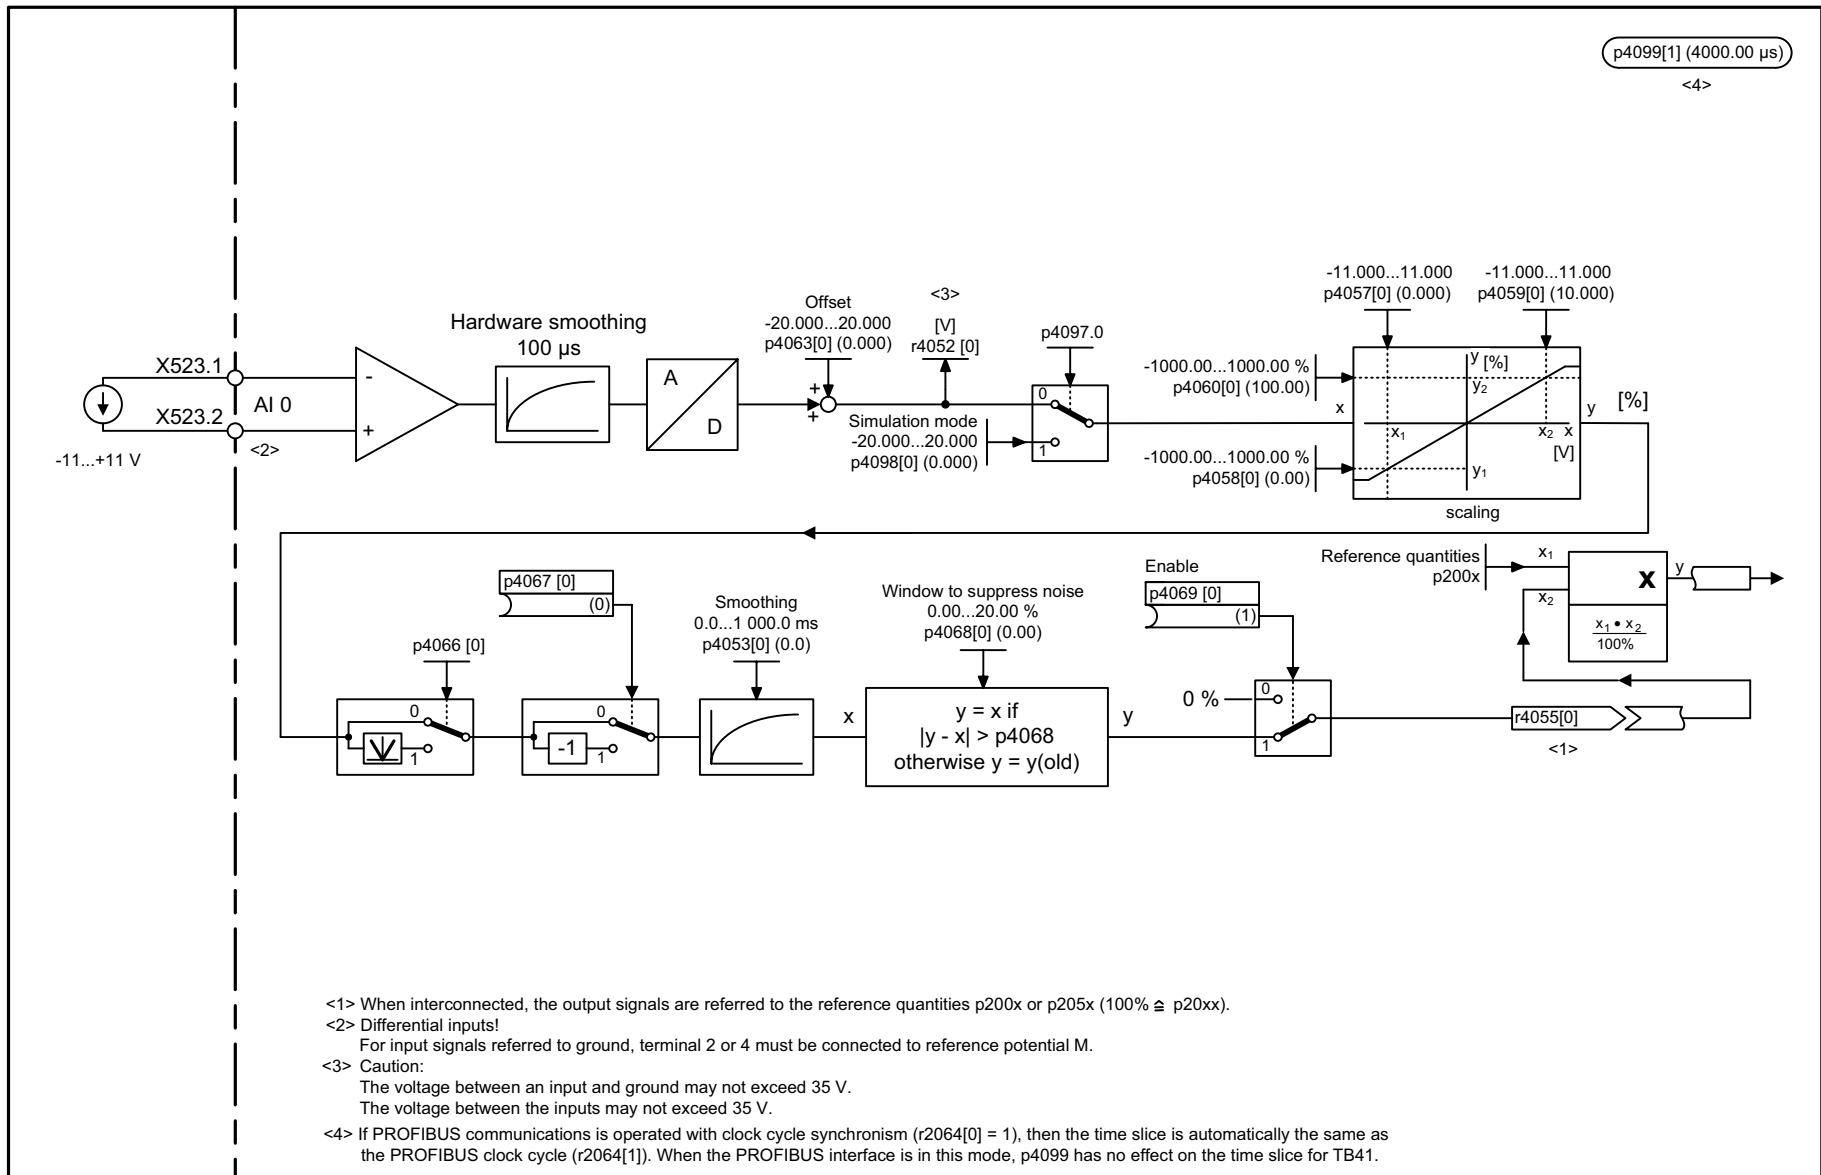 p4099[1] (4000.00 µs)
<4>
-11.000...11.000
p4057[0] (0.000)
-11.000...11.000
p4059[0] (10.000)
Offset
-20.000...20.000
p4063[0] (0.000)
<3>
[V]
r4052 [0]
p4097.0
Hardware smoothing
100 µs
X523.1
X523.2
AI 0
<2>
-11...+11 V
-
+
A
D
+
+
Simulation mode
-20.000...20.000
p4098[0] (0.000)
0
1
-1000.00...1000.00 %
p4060[0] (100.00)
-1000.00...1000.00 %
p4058[0] (0.00)
x
y [%]
y2
x1
x2 x
[V]
y1
y [%]
scaling
Reference quantities
p200x
x1
x2
x
y
x1 • x2
100%
p4066 [0]
0
1
p4067 [0]
(0)
0
-1
1
Smoothing
0.0...1 000.0 ms
p4053[0] (0.0)
Window to suppress noise
0.00...20.00 %
p4068[0] (0.00)
x
y = x if
|y - x| > p4068
otherwise y = y(old)
y
Enable
p4069 [0]
(1)
0 %
0
1
r4055[0]
<1>
<1> When interconnected, the output signals are referred to the reference quantities p200x or p205x (100% ≙ p20xx).
<2> Differential inputs!
For input signals referred to ground, terminal 2 or 4 must be connected to reference potential M.
<3> Caution:
The voltage between an input and ground may not exceed 35 V.
The voltage between the inputs may not exceed 35 V.
<4> If PROFIBUS communications is operated with clock cycle synchronism (r2064[0] = 1), then the time slice is automatically the same as
the PROFIBUS clock cycle (r2064[1]). When the PROFIBUS interface is in this mode, p4099 has no effect on the time slice for TB41.